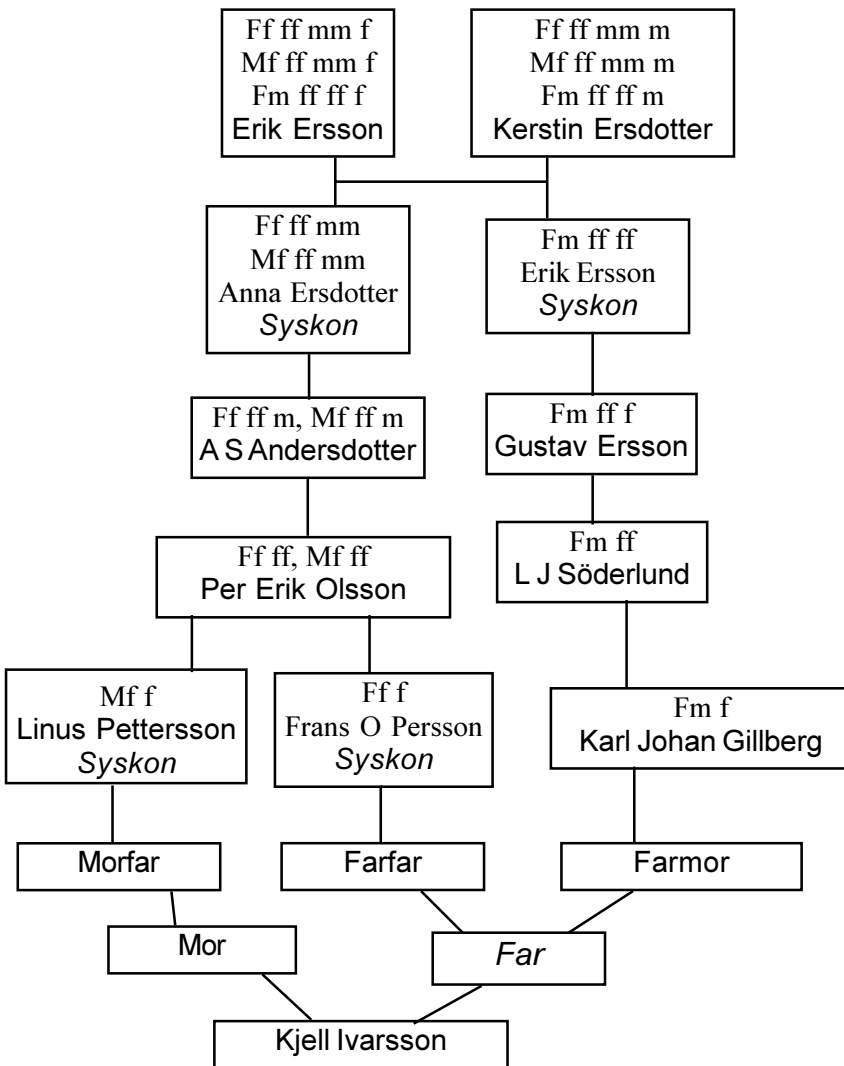 Ff ff mm f
Mf ff mm f
Fm ff ff f
Erik Ersson
Ff ff mm m
Mf ff mm m
Fm ff ff m
Kerstin Ersdotter
Ff ff mm
Mf ff mm
Anna Ersdotter
Syskon
Fm ff ff
Erik Ersson
Syskon
Ff ff m, Mf ff m
A S Andersdotter
Fm ff f
Gustav Ersson
Ff ff, Mf ff
Per Erik Olsson
Fm ff
L J Söderlund
Mf f
Linus Pettersson
Syskon
Ff f
Frans O Persson
Syskon
Fm f
Karl Johan Gillberg
Morfar
Farfar
Farmor
Mor
Far
Kjell Ivarsson